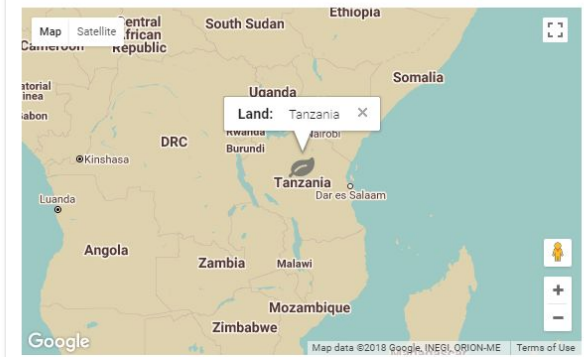 Ethiopia
Central
African
Republic
South Sudan
Map
Satellite
Cameroon
Somalia
Uganda
Land: Tanzania ×
Rwanda
Nairobi
Burundi
DRC
Kinshasa
Tanzania
Dar es Salaam
Luanda
Angola
Zambia
Malawi
Mozambique
Zimbabwe
+
−
Google
Map data ©2018 Google, INEGI, ORION-ME
Terms of Use